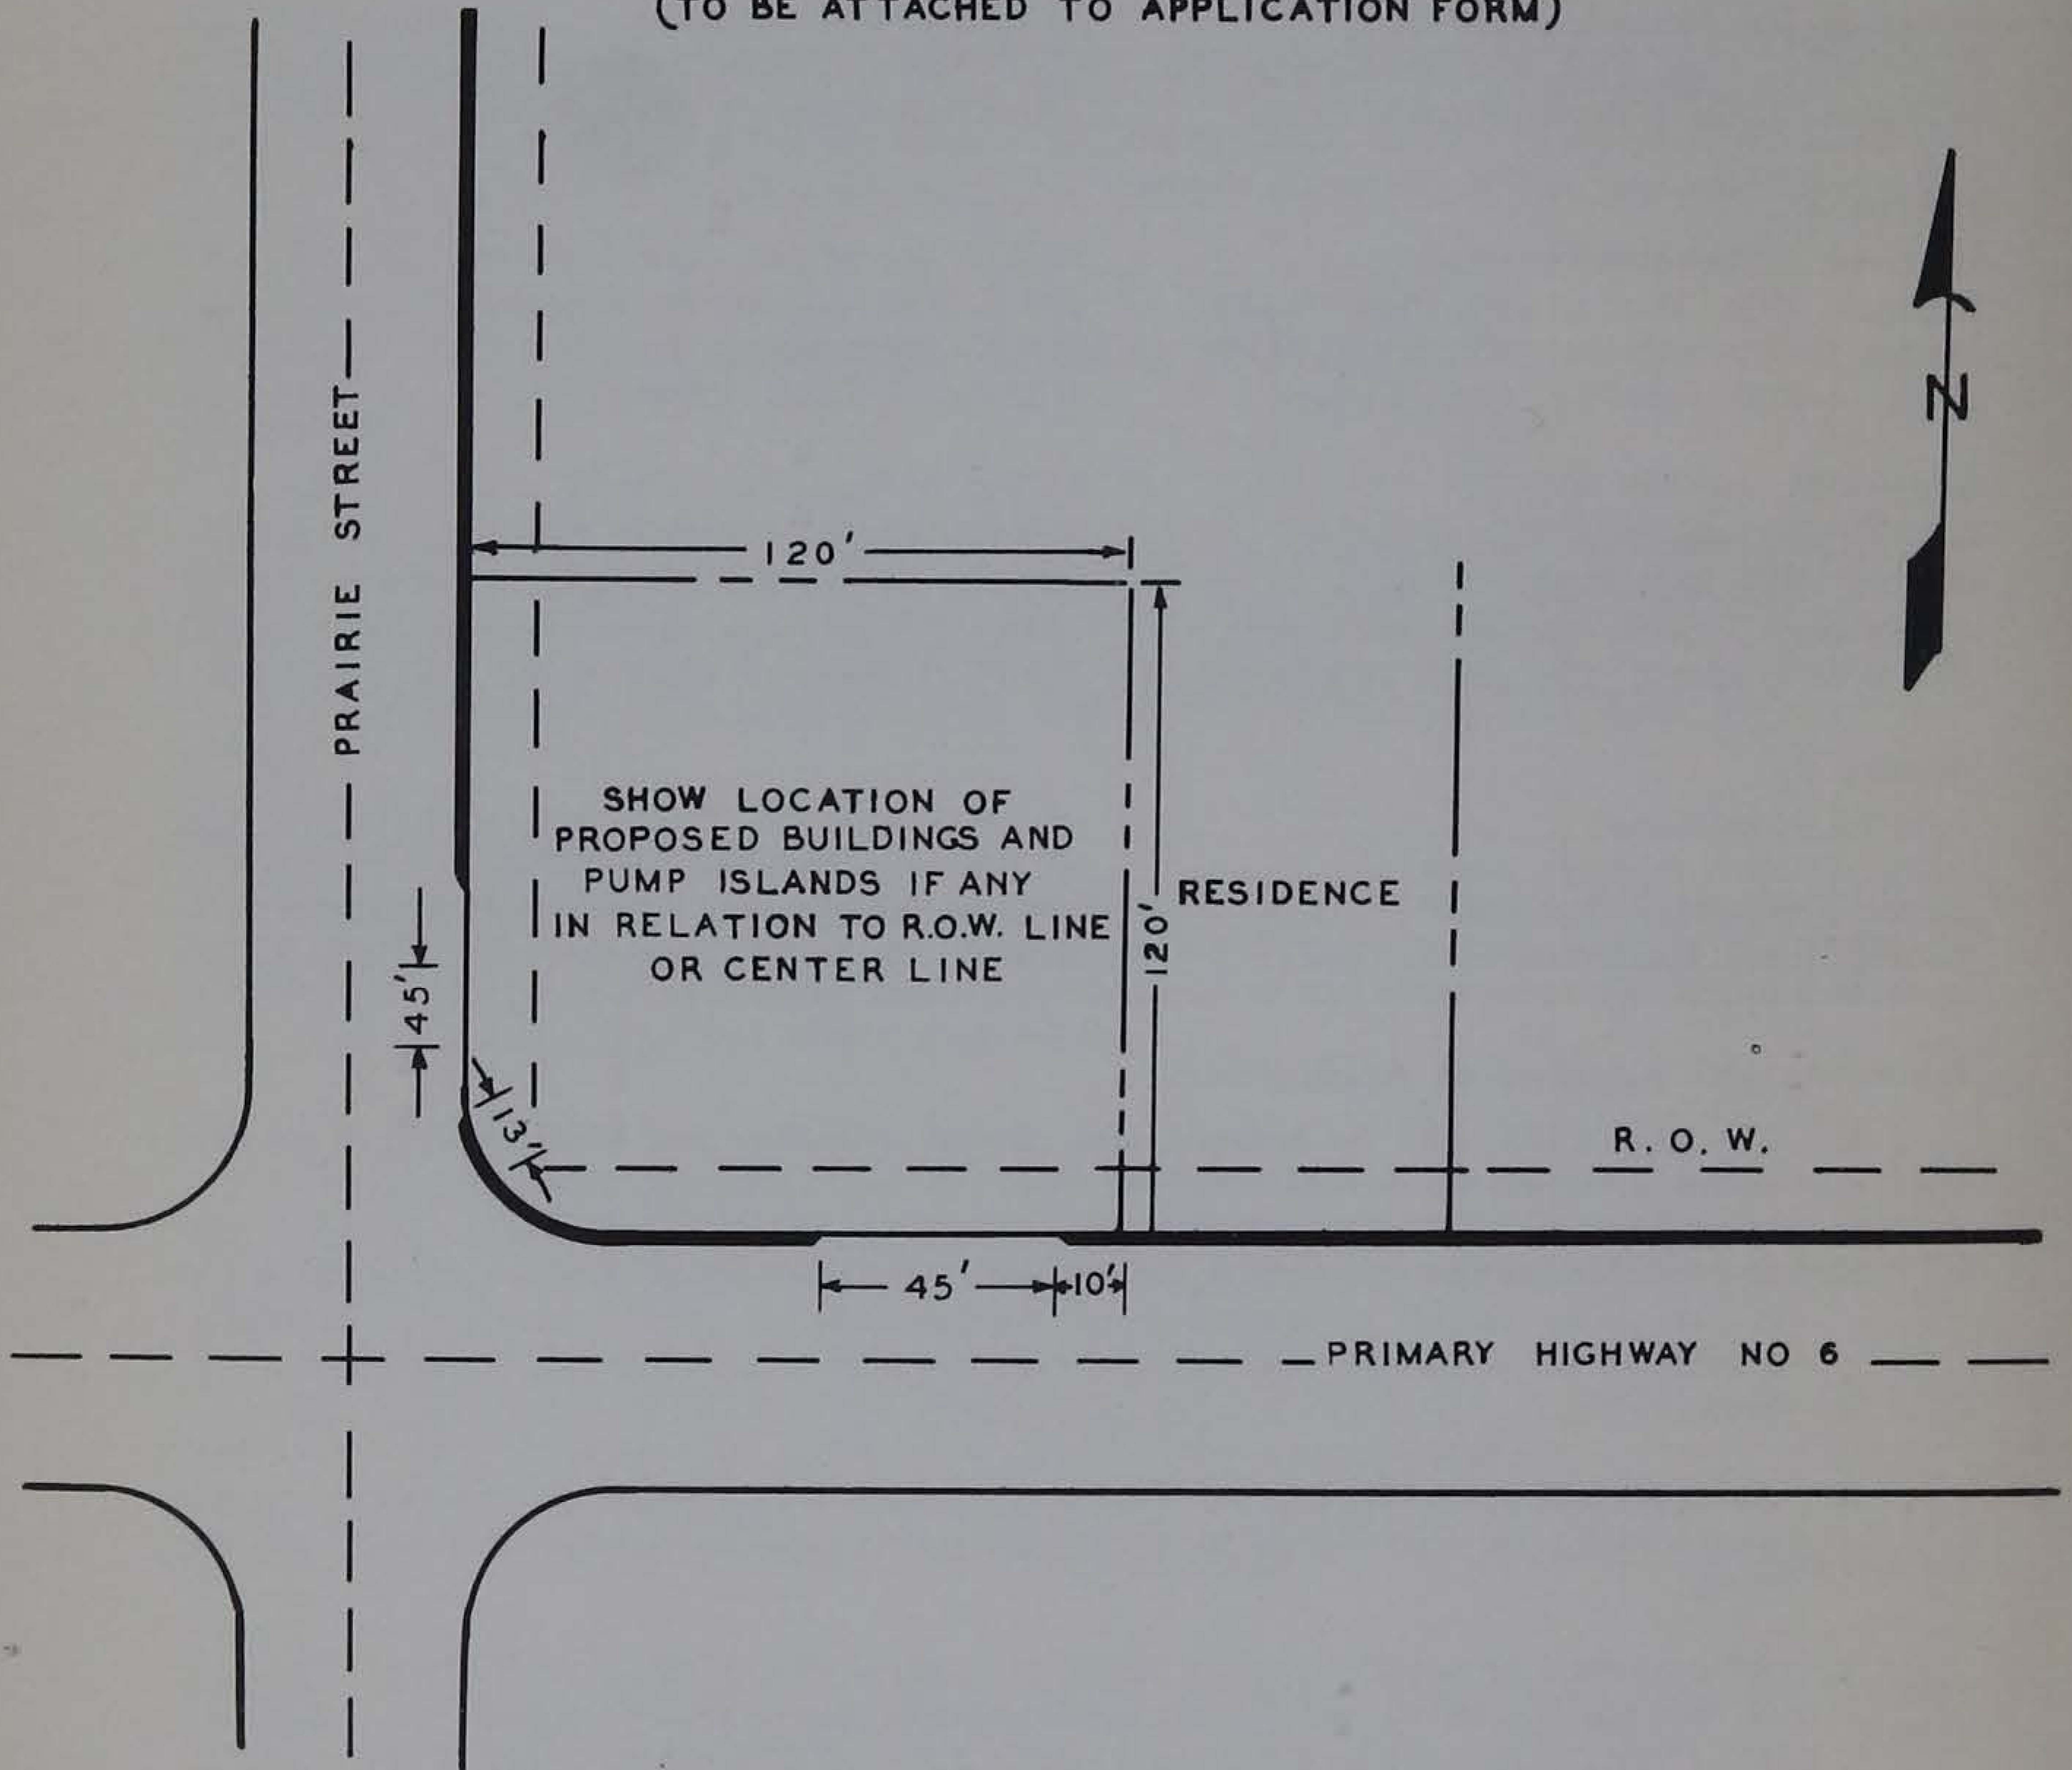 (TO BE ATTACHED TO APPLICATION FORM)
N
PRAIRIE STREET
120'
SHOW LOCATION OF
PROPOSED BUILDINGS AND
PUMP ISLANDS IF ANY
IN RELATION TO R.O.W. LINE
OR CENTER LINE
120'
RESIDENCE
45'
13'
R. O. W.
45'
10'
PRIMARY HIGHWAY NO 6